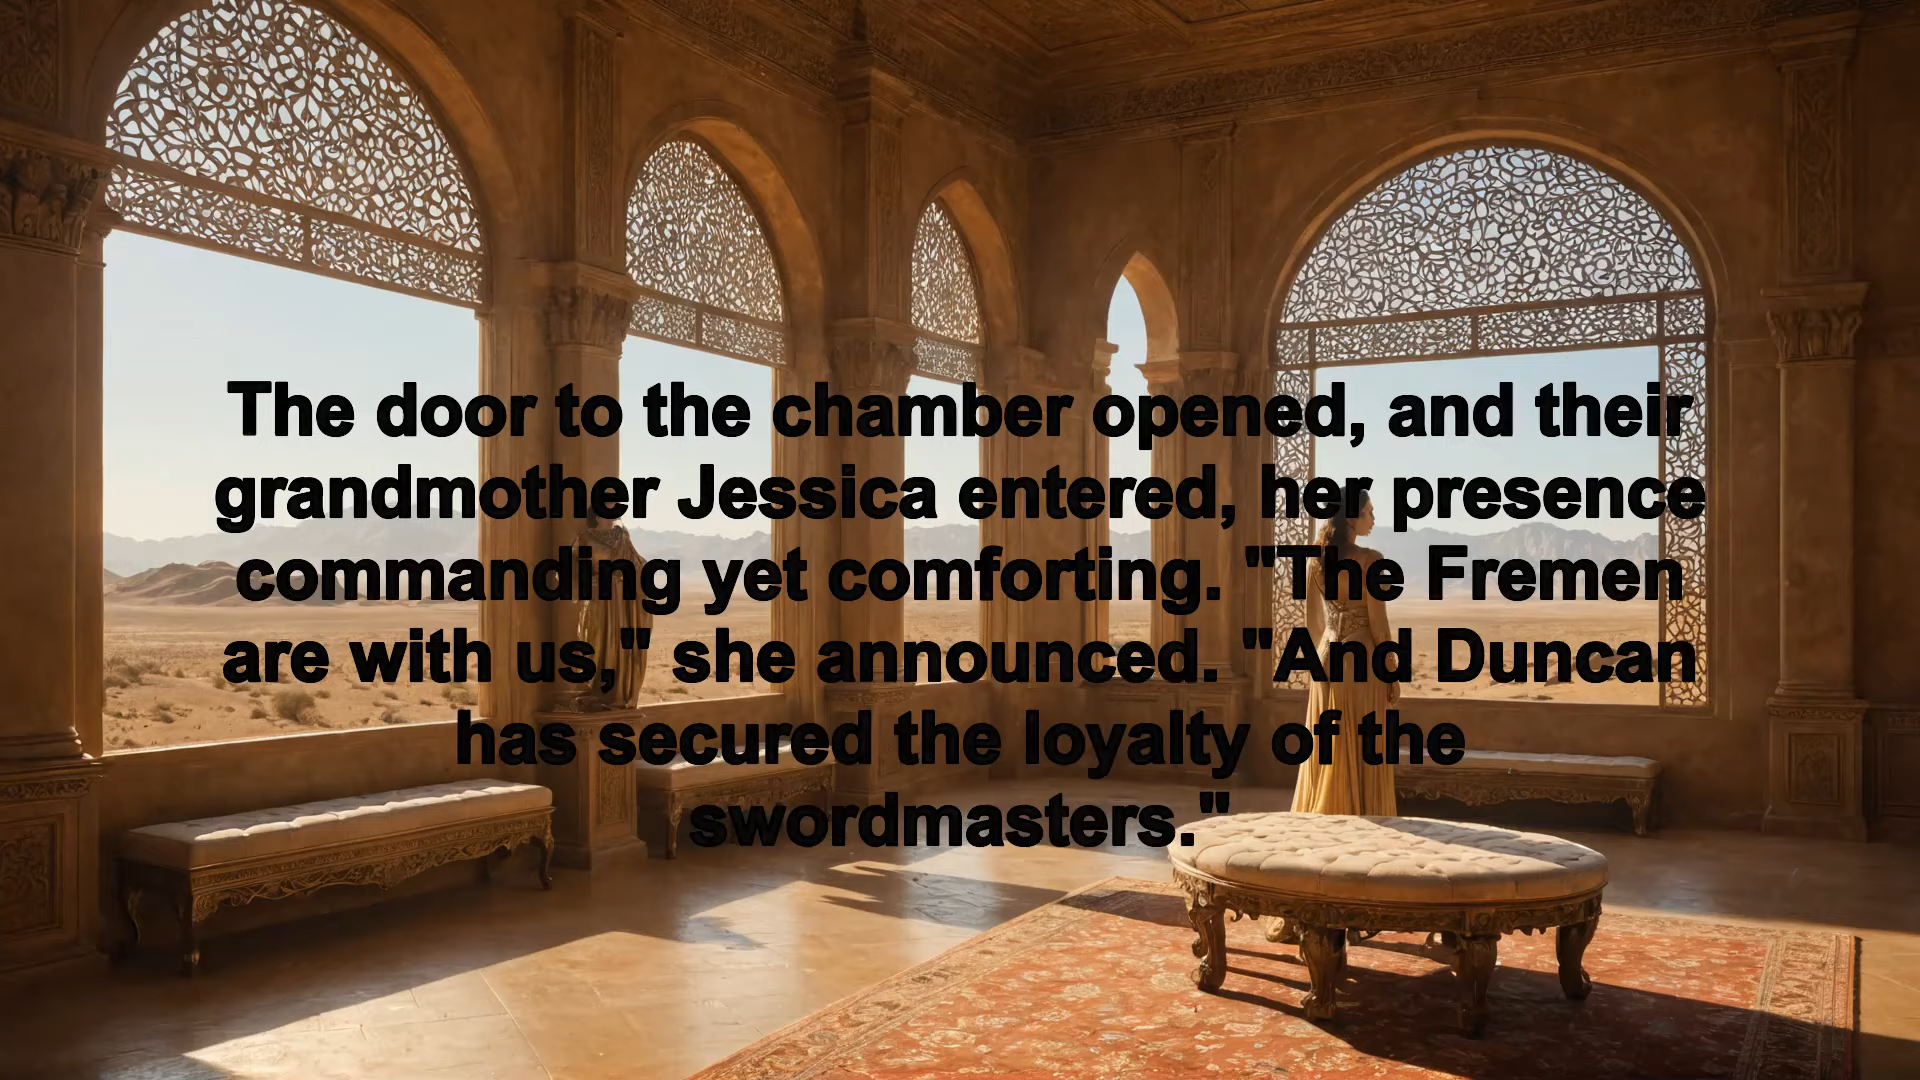 The door to the chamber opened, and their
grandmother Jessica entered, her presence
commanding yet comforting. "The Fremen
are with us," she announced. "And Duncan
has secured the loyalty of the
swordmasters."